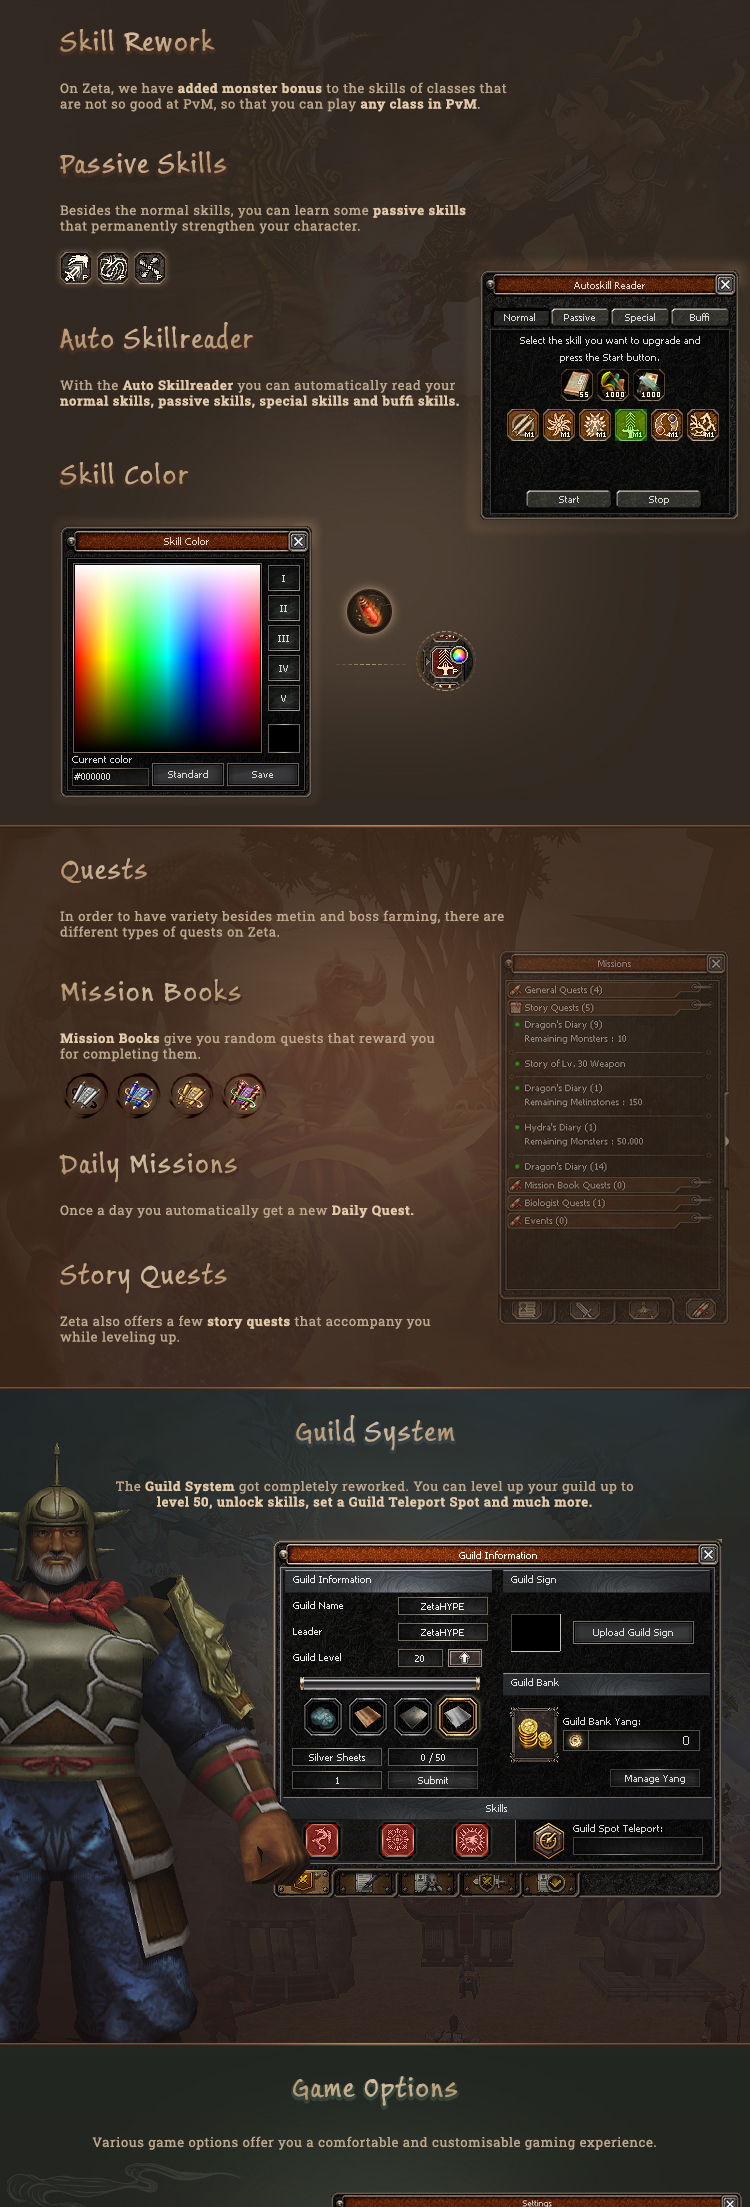 Skill Rework
On Zeta, we have added monster bonus to the skills of classes that
are not so good at PvM, so that you can play any class in PvM.
Passive Skills
Besides the normal skills, you can learn some passive skills
that permanently strengthen your character.
P P P
Auto Skillreader
With the Auto Skillreader you can automatically read your
normal skills, passive skills, special skills and buffi skills.
Autoskill Reader
Normal Passive Special Buffi
Select the skill you want to upgrade and
press the Start button.
55 1000 1000
M1 M1 M1 M1 M1 M1
Start Stop
Skill Color
Skill Color
I
II
III
IV
V
Current color
#000000 Standard Save
P
Quests
In order to have variety besides metin and boss farming, there are
different types of quests on Zeta.
Mission Books
Mission Books give you random quests that reward you
for completing them.
Daily Missions
Once a day you automatically get a new Daily Quest.
Story Quests
Zeta also offers a few story quests that accompany you
while leveling up.
Missions
General Quests (4)
Story Quests (5)
Dragon's Diary (9)
Remaining Monsters : 10
Story of Lv. 30 Weapon
Dragon's Diary (1)
Remaining Metinstones : 150
Hydra's Diary (1)
Remaining Monsters : 50.000
Dragon's Diary (14)
Mission Book Quests (0)
Biologist Quests (1)
Events (0)
Guild System
The Guild System got completely reworked. You can level up your guild up to
level 50, unlock skills, set a Guild Teleport Spot and much more.
Guild Information
Guild Information Guild Sign
Guild Name ZetaHYPE
Leader ZetaHYPE Upload Guild Sign
Guild Level 20
Guild Bank
Guild Bank Yang:
0
Silver Sheets 0 / 50
1 Submit Manage Yang
Skills
Guild Spot Teleport:
Game Options
Various game options offer you a comfortable and customisable gaming experience.
Settings